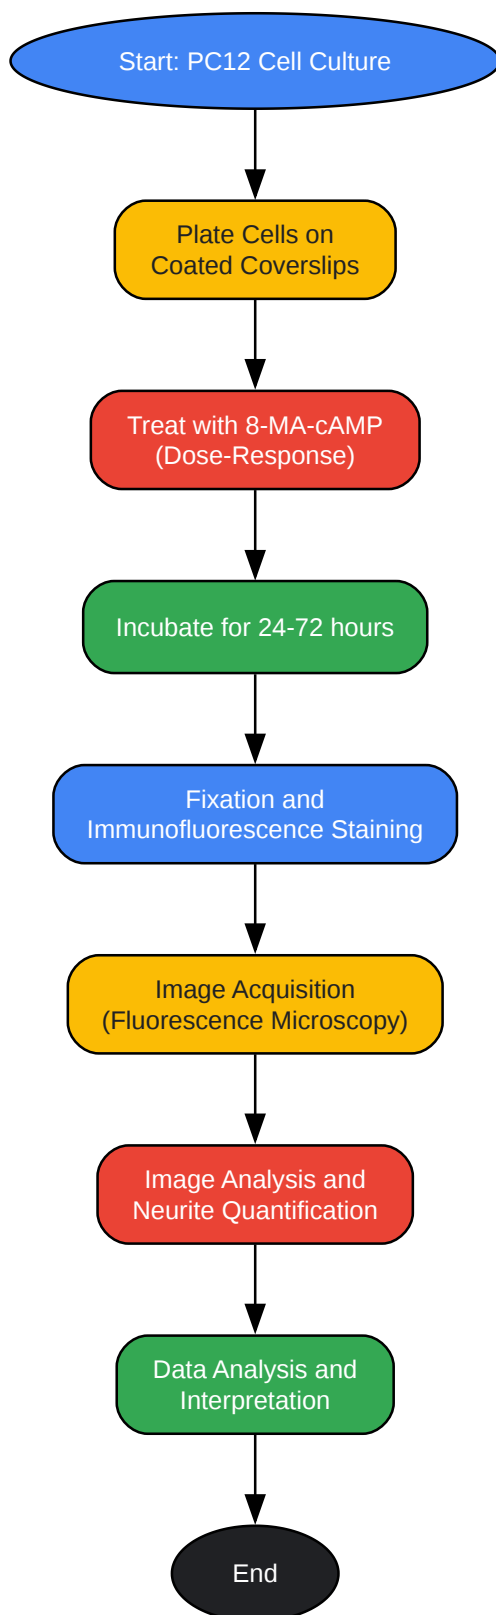 Start: PC12 Cell Culture
Plate Cells on
Coated Coverslips
Treat with 8-MA-cAMP
(Dose-Response)
Incubate for 24-72 hours
Fixation and
Immunofluorescence Staining
Image Acquisition
(Fluorescence Microscopy)
Image Analysis and
Neurite Quantification
Data Analysis and
Interpretation
End